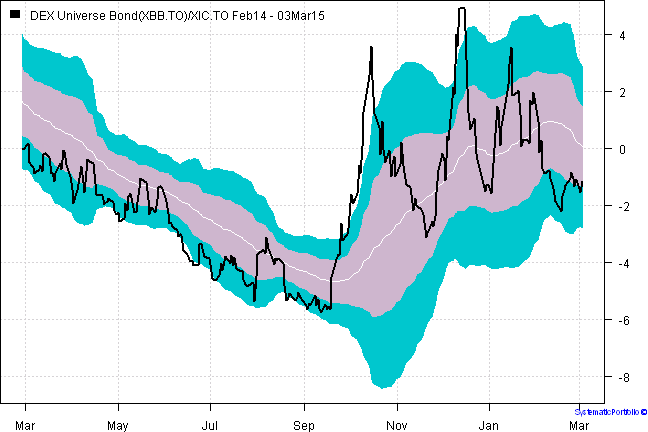 DEX Universe Bond(XBB.TO)/XIC.TO Feb14 - 03Mar15
4
2
0
-2
-4
-6
-8
Mar May Jul Sep Nov Jan Mar
SystematicPortfolio ©